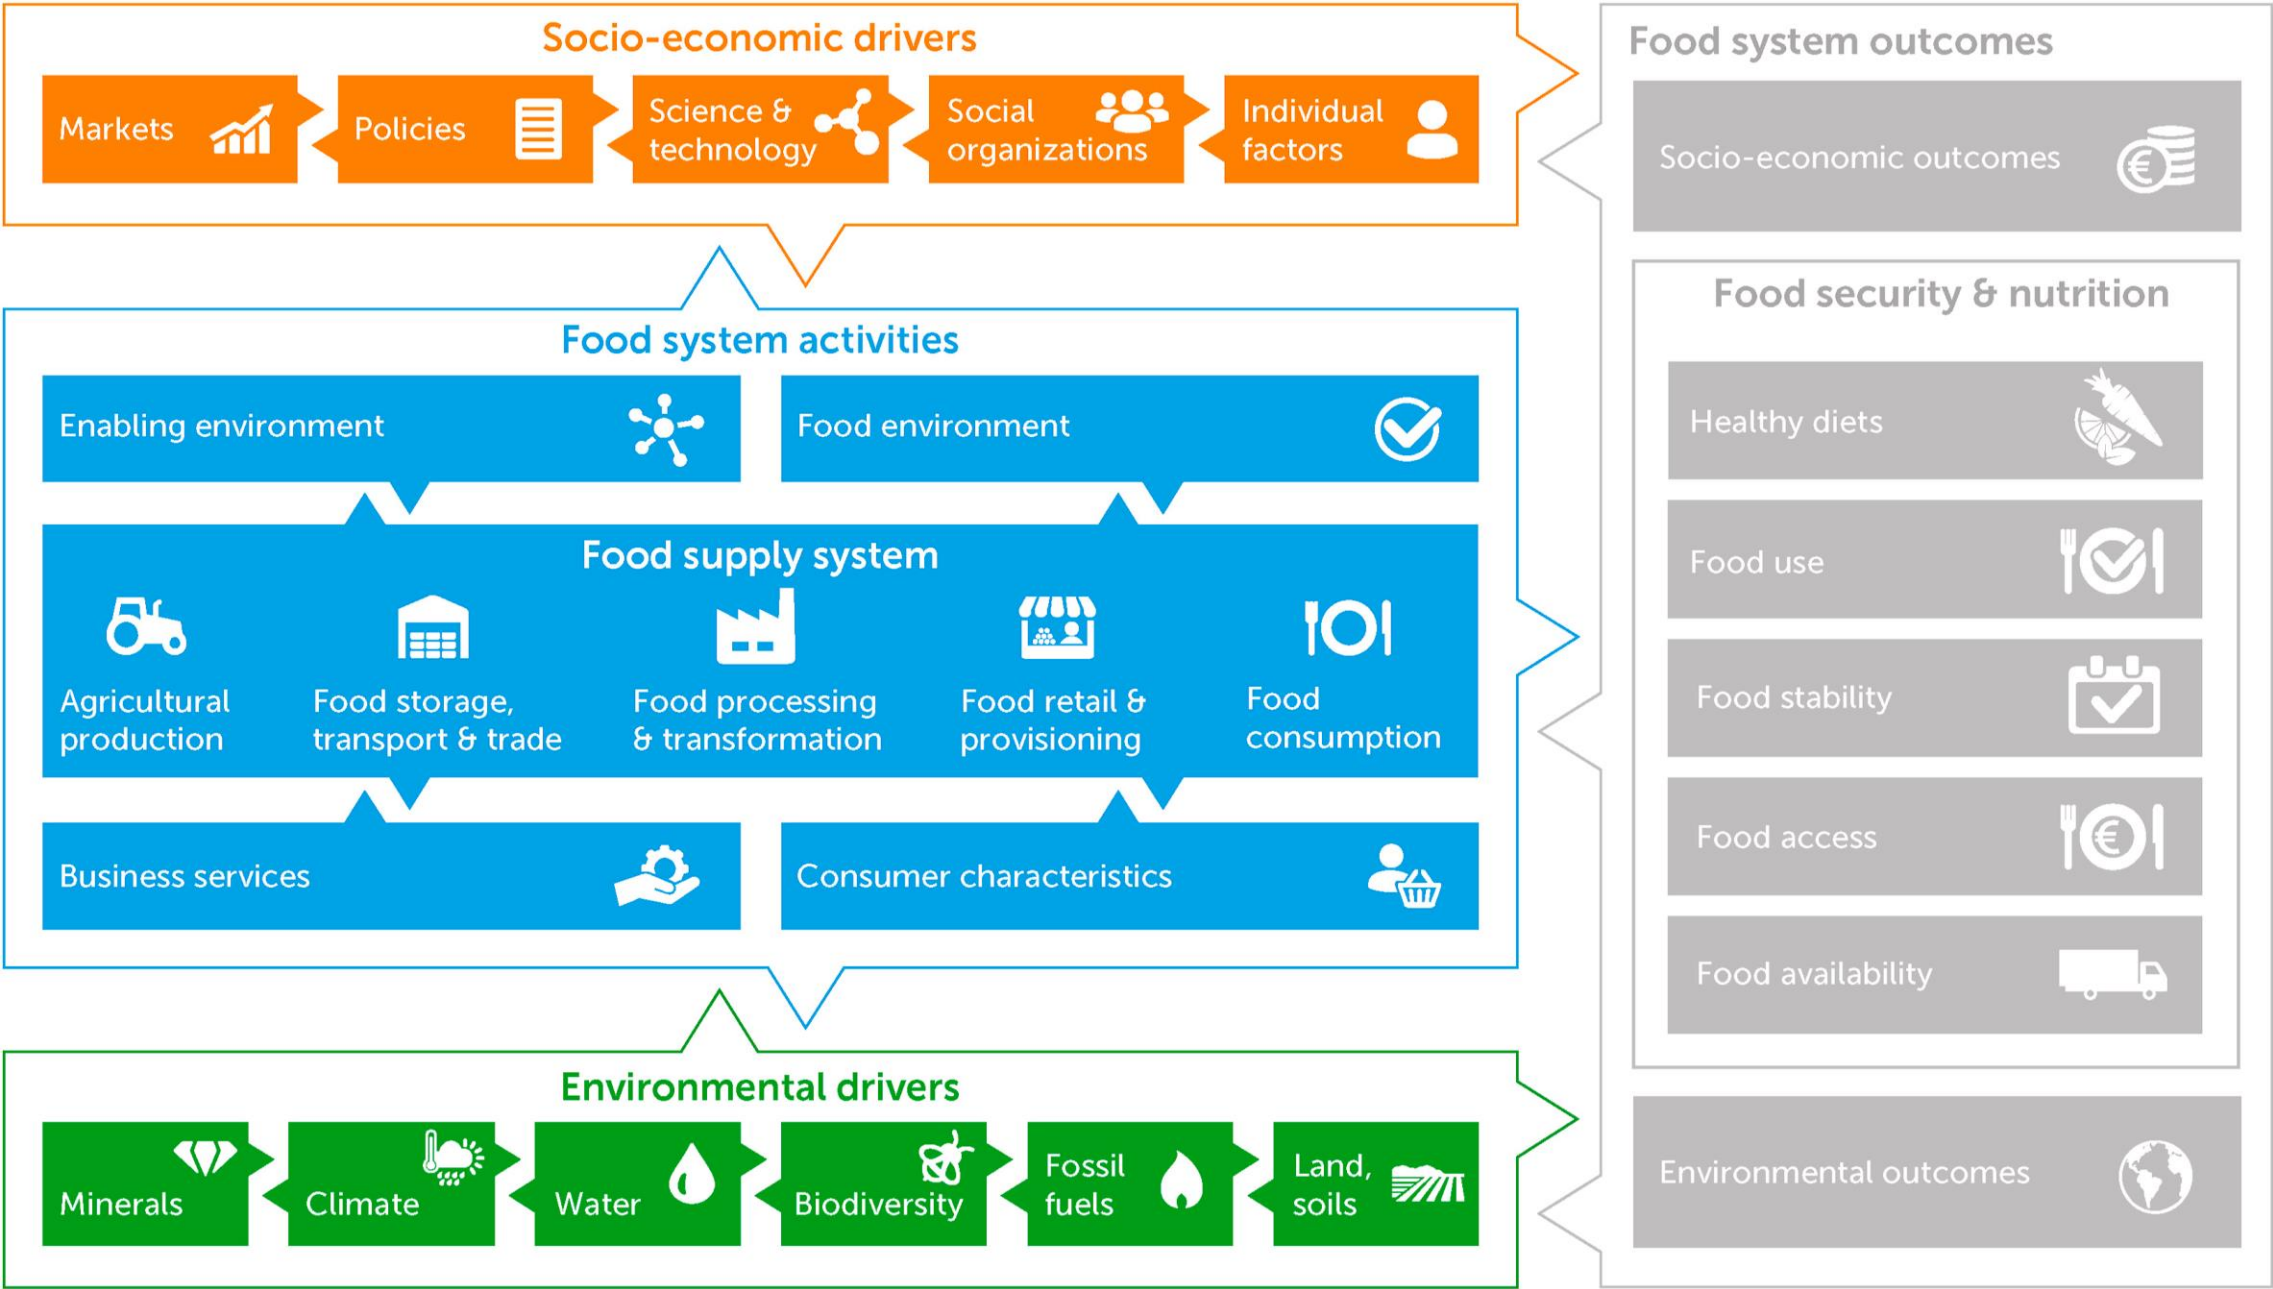 Socio-economic drivers
Markets
Policies
Science &
technology
Social
organizations
Individual
factors
Food system activities
Enabling environment
Food environment
Food supply system
Agricultural
production
Food storage,
transport & trade
Food processing
& transformation
Food retail &
provisioning
Food
consumption
Business services
Consumer characteristics
Environmental drivers
Minerals
Climate
Water
Biodiversity
Fossil
fuels
Land,
soils
Food system outcomes
Socio-economic outcomes
€
Food security & nutrition
Healthy diets
Food use
Food stability
Food access
€
Food availability
Environmental outcomes